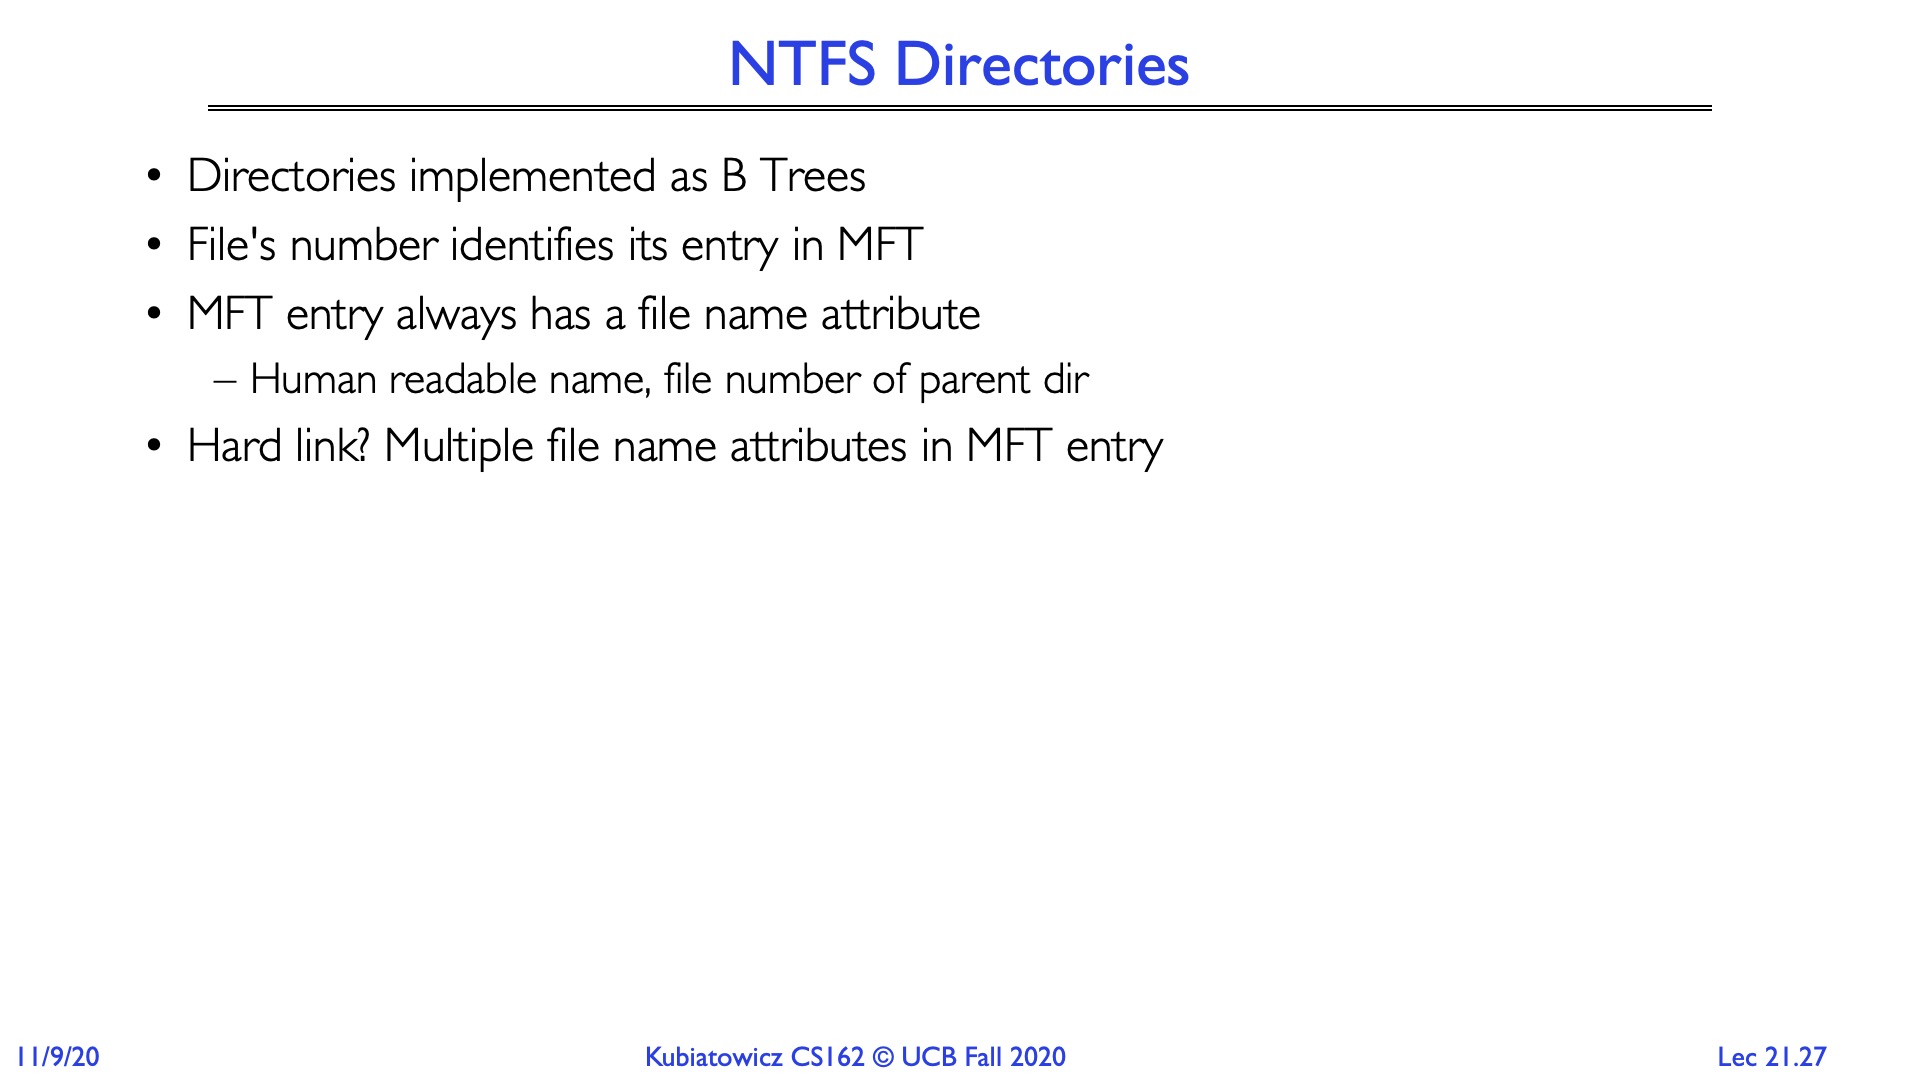 NTFS Directories
• Directories implemented as B Trees
• File's number identifies its entry in MFT
• MFT entry always has a file name attribute
– Human readable name, file number of parent dir
• Hard link? Multiple file name attributes in MFT entry
11/9/20
Kubiatowicz CS162 © UCB Fall 2020
Lec 21.27